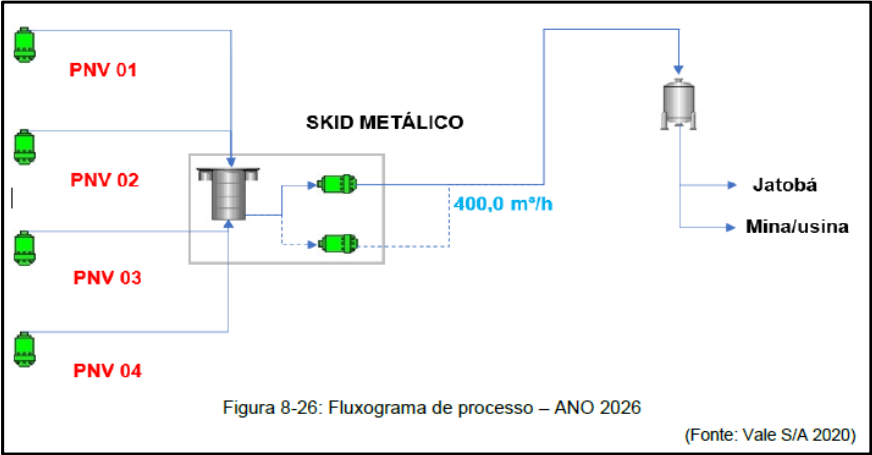 PNV 01
SKID METÁLICO
PNV 02
Jatobá
400,0 m³/h
Mina/usina
PNV 03
PNV 04
Figura 8-26: Fluxograma de processo – ANO 2026
(Fonte: Vale S/A 2020)